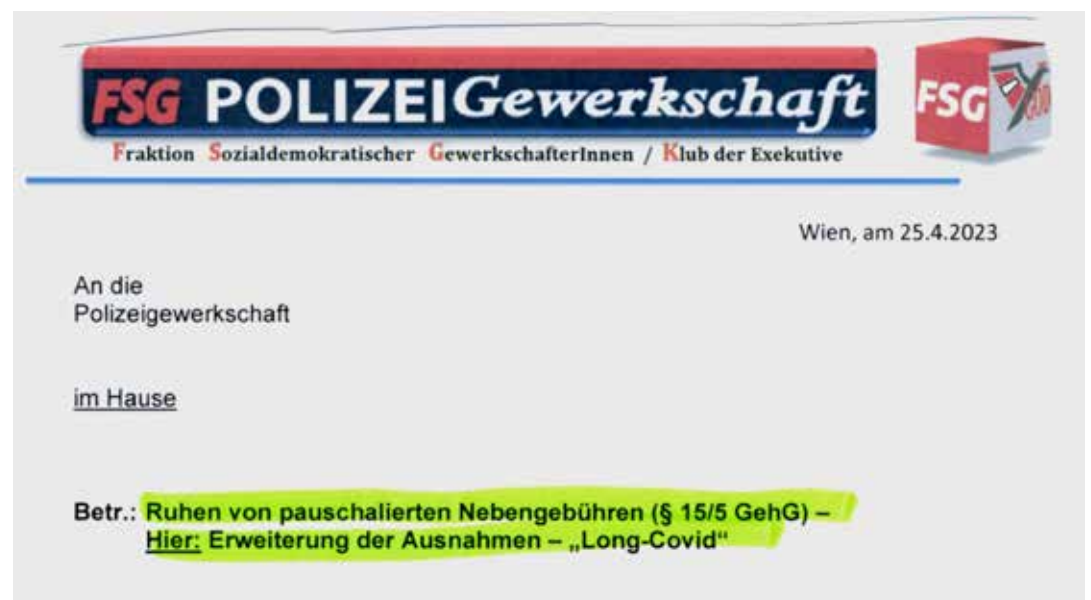 FSG POLIZEIGewerkschaft
FSG
Fraktion Sozialdemokratischer GewerkschafterInnen / Klub der Exekutive
Wien, am 25.4.2023
An die
Polizeigewerkschaft
im Hause
Betr.: Ruhen von pauschalierten Nebengebühren (§ 15/5 GehG) –
Hier: Erweiterung der Ausnahmen – „Long-Covid“